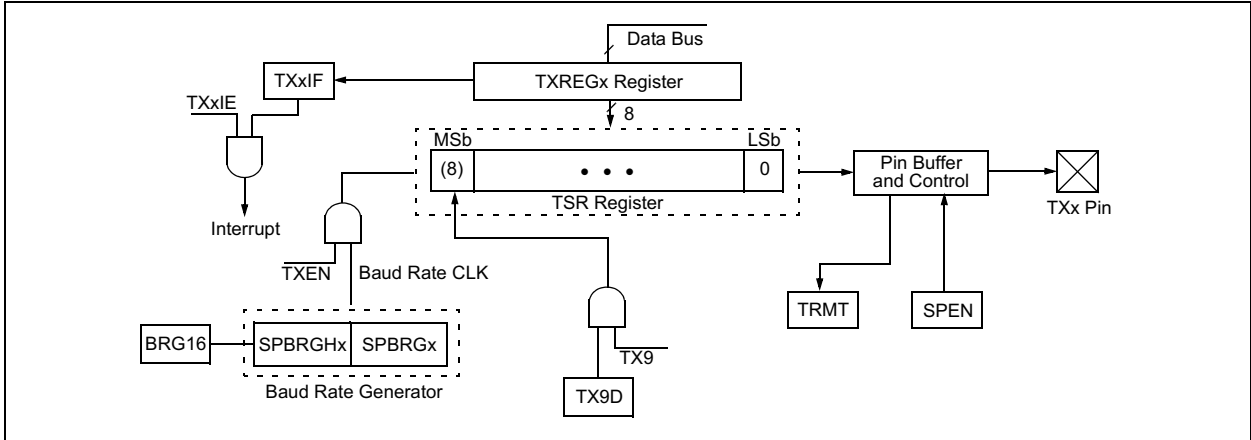 Data Bus
TXxIF
TXREGx Register
TXxIE
8
MSb
LSb
(8)
• • •
0
Pin Buffer
and Control
TSR Register
TXx Pin
Interrupt
TXEN
Baud Rate CLK
TRMT
SPEN
BRG16
SPBRGHx
SPBRGx
TX9
Baud Rate Generator
TX9D